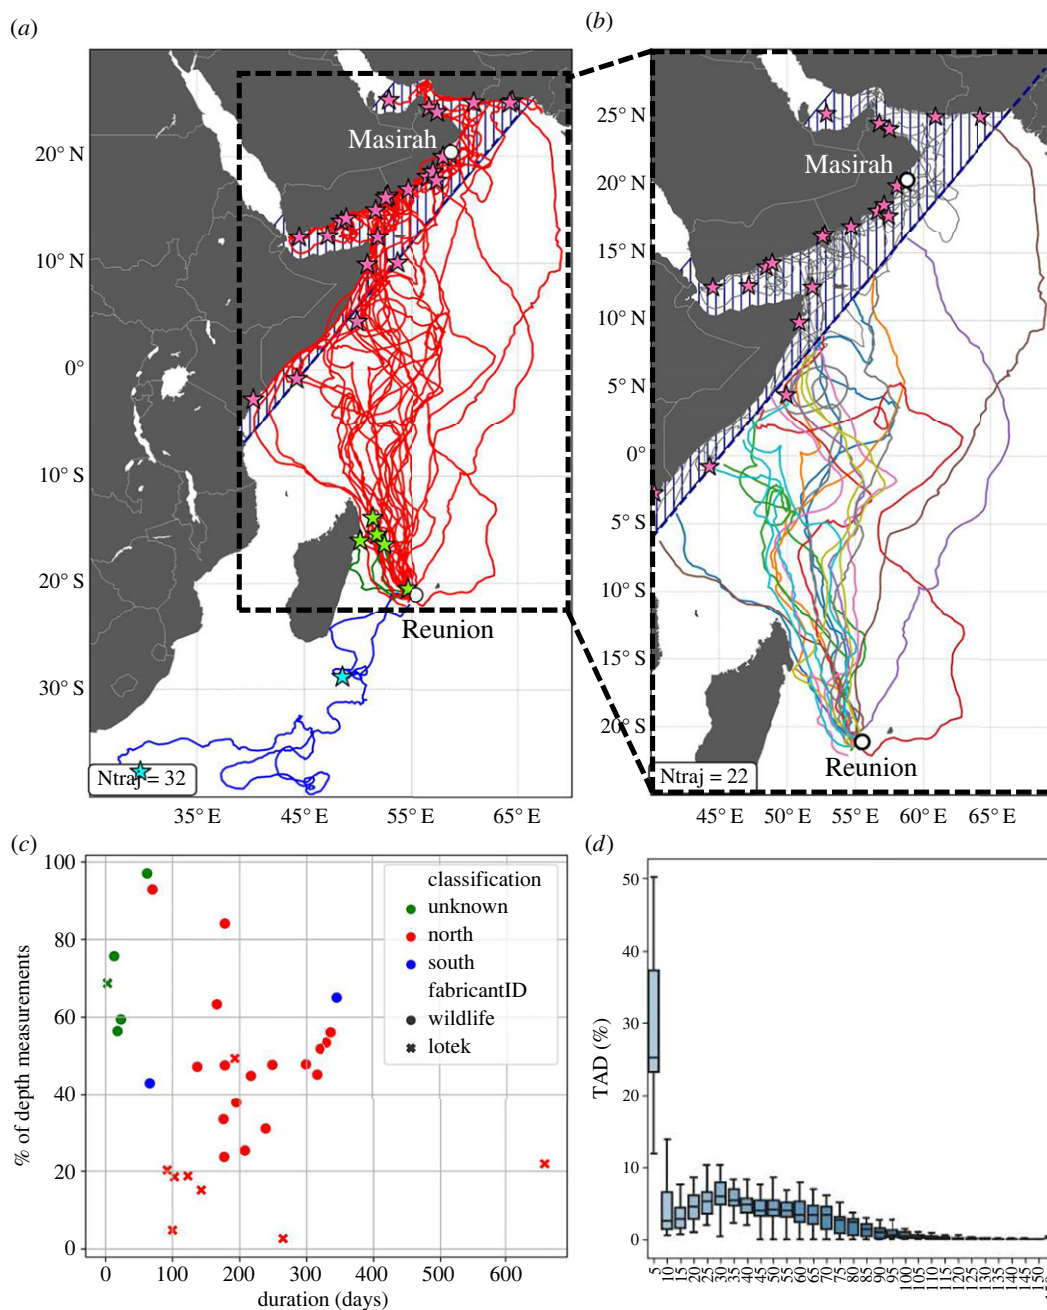 (a)
(b)
Masirah
Reunion
Ntraj = 32
20° N
10° N
0°
10° S
20° S
30° S
35° E
45° E
55° E
65° E
Masirah
Reunion
Ntraj = 22
25° N
20° N
15° N
10° N
5° N
0°
5° S
10° S
15° S
20° S
45° E
50° E
55° E
60° E
65° E
(c)
(d)
% of depth measurements
100
80
60
40
20
0
classification
unknown
north
south
fabricantID
wildlife
lotek
0
100
200
300
400
500
600
duration (days)
TAD (%)
50
40
30
20
10
0
5
10
15
20
25
30
35
40
45
50
55
60
65
70
75
80
85
90
95
100
105
110
115
120
125
130
135
140
145
150